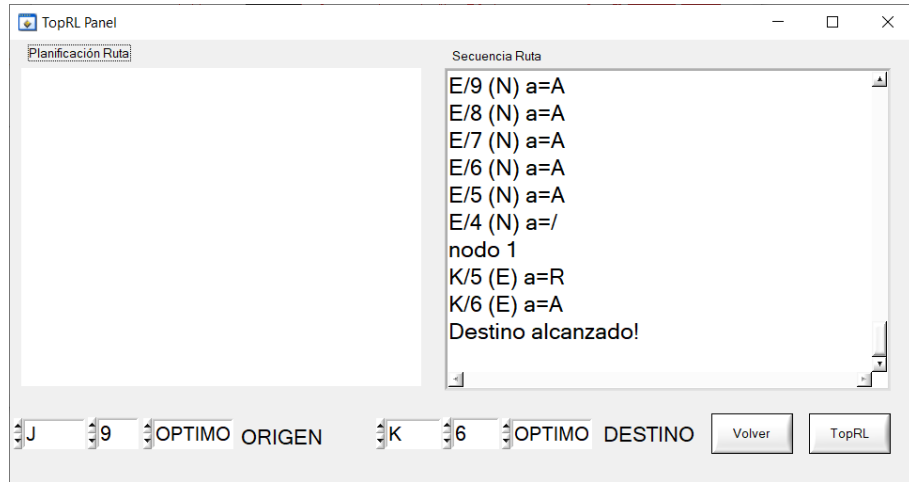 TopRL Panel
Planificación Ruta
Secuencia Ruta
E/9 (N) a=A
E/8 (N) a=A
E/7 (N) a=A
E/6 (N) a=A
E/5 (N) a=A
E/4 (N) a=/
nodo 1
K/5 (E) a=R
K/6 (E) a=A
Destino alcanzado!
J 9 OPTIMO ORIGEN K 6 OPTIMO DESTINO Volver TopRL